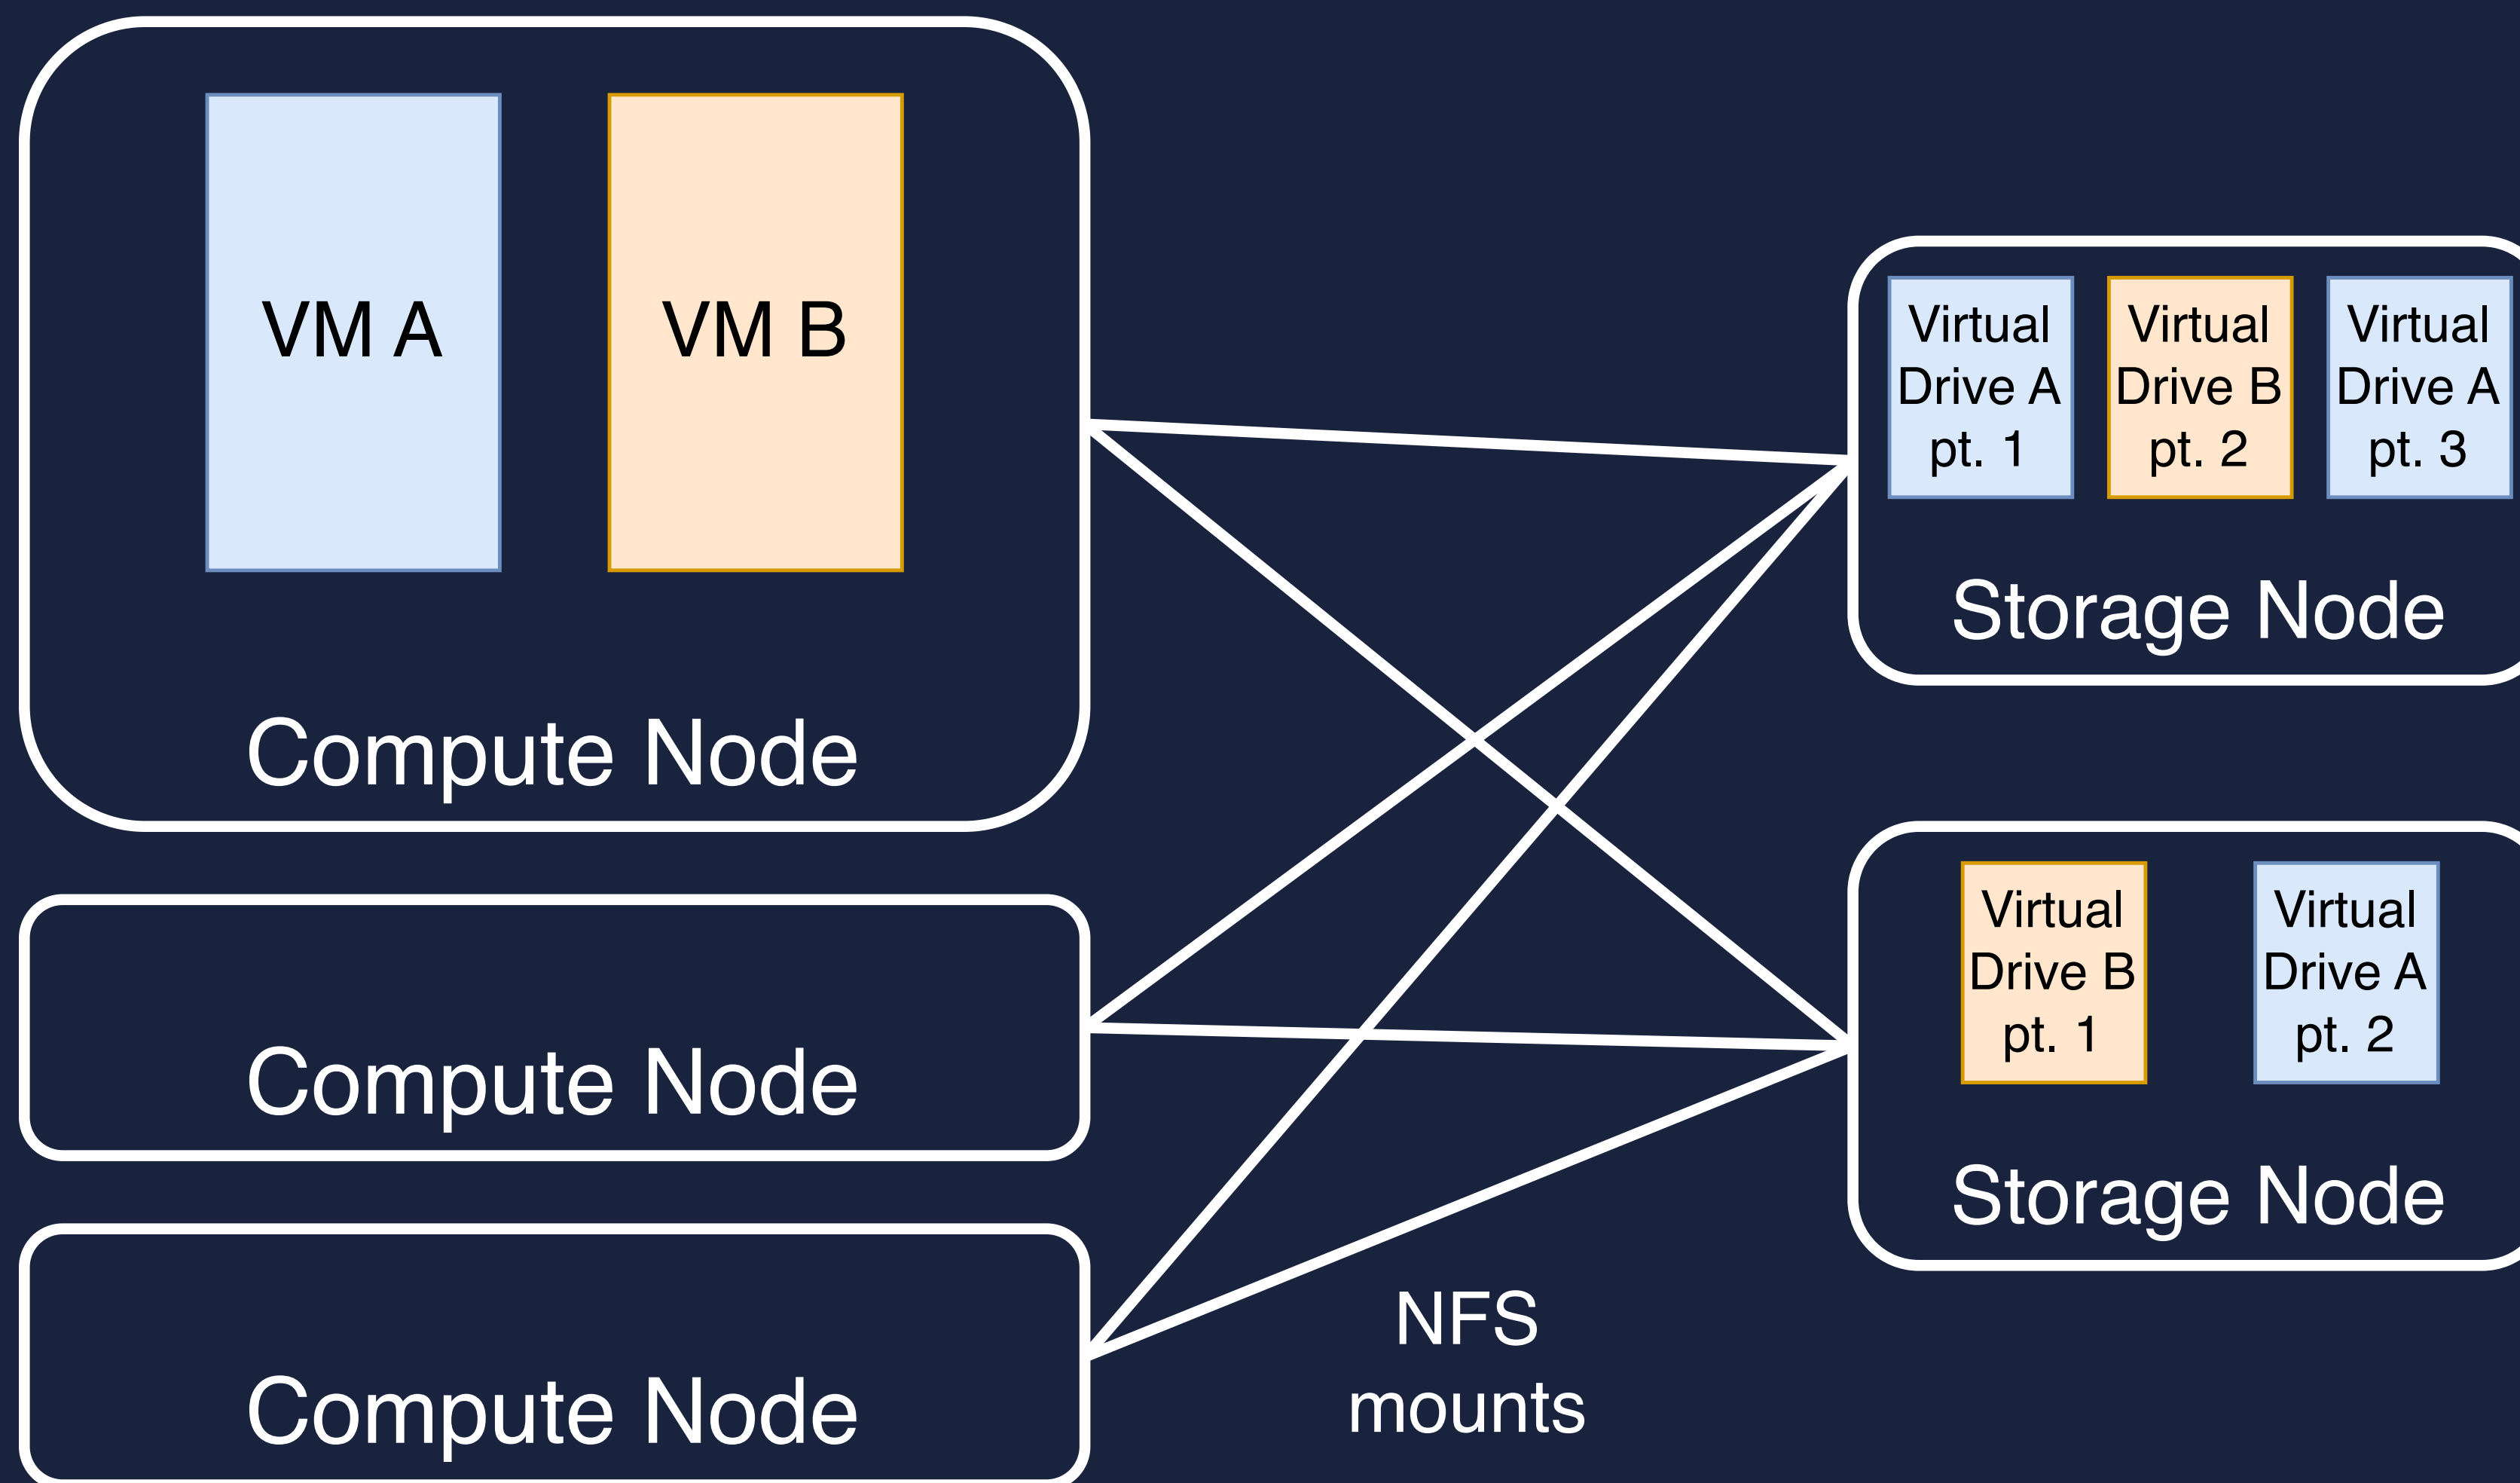 VM A
VM B
Compute Node
Compute Node
Compute Node
NFS
mounts
Virtual
Drive A
pt. 1
Virtual
Drive B
pt. 2
Virtual
Drive A
pt. 3
Storage Node
Virtual
Drive B
pt. 1
Virtual
Drive A
pt. 2
Storage Node